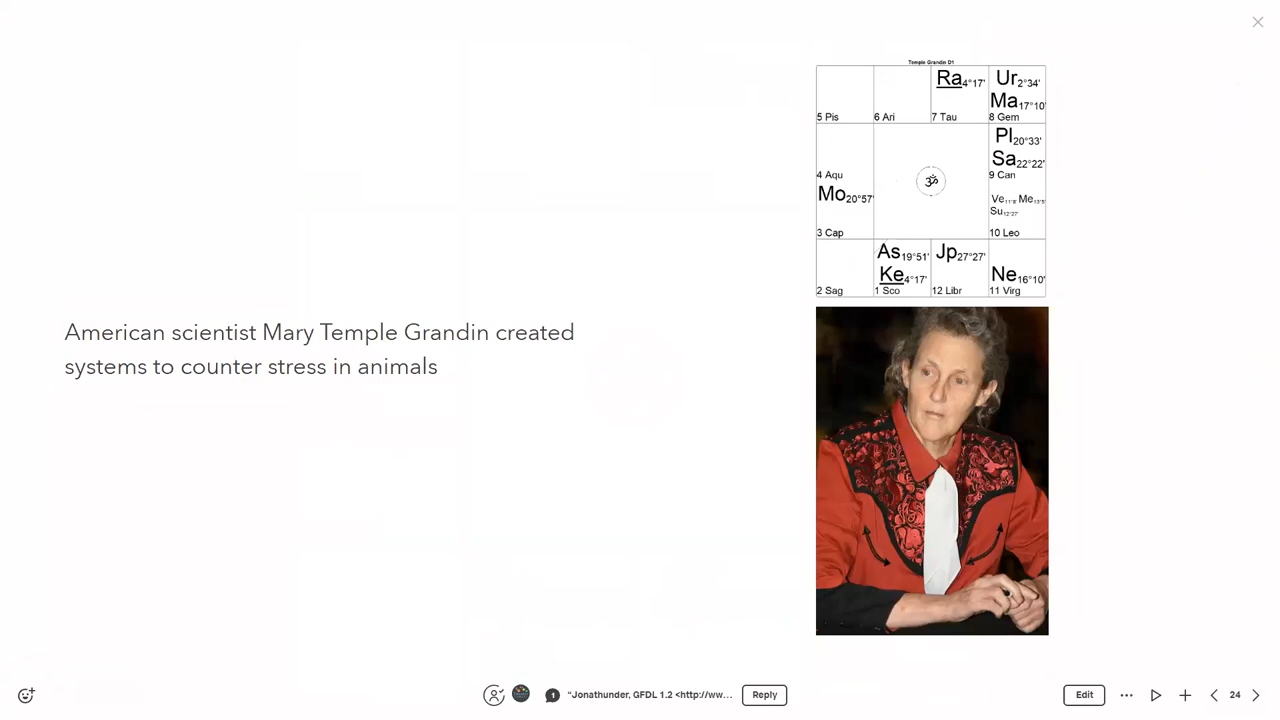 Temple Grandin D1
Ra4°17' Ur2°34'
Ma17°10'
5 Pis 6 Ari 7 Tau 8 Gem
Pl20°33'
Sa22°22'
4 Aqu 9 Can
Mo20°57'
Su12°27'
3 Cap 10 Leo
As19°51' Jp27°27'
Ke4°17' Ne16°10'
2 Sag 1 Sco 12 Libr 11 Virg
American scientist Mary Temple Grandin created
systems to counter stress in animals
1 “Jonathunder, GFDL 1.2 <http://ww... Reply Edit 24